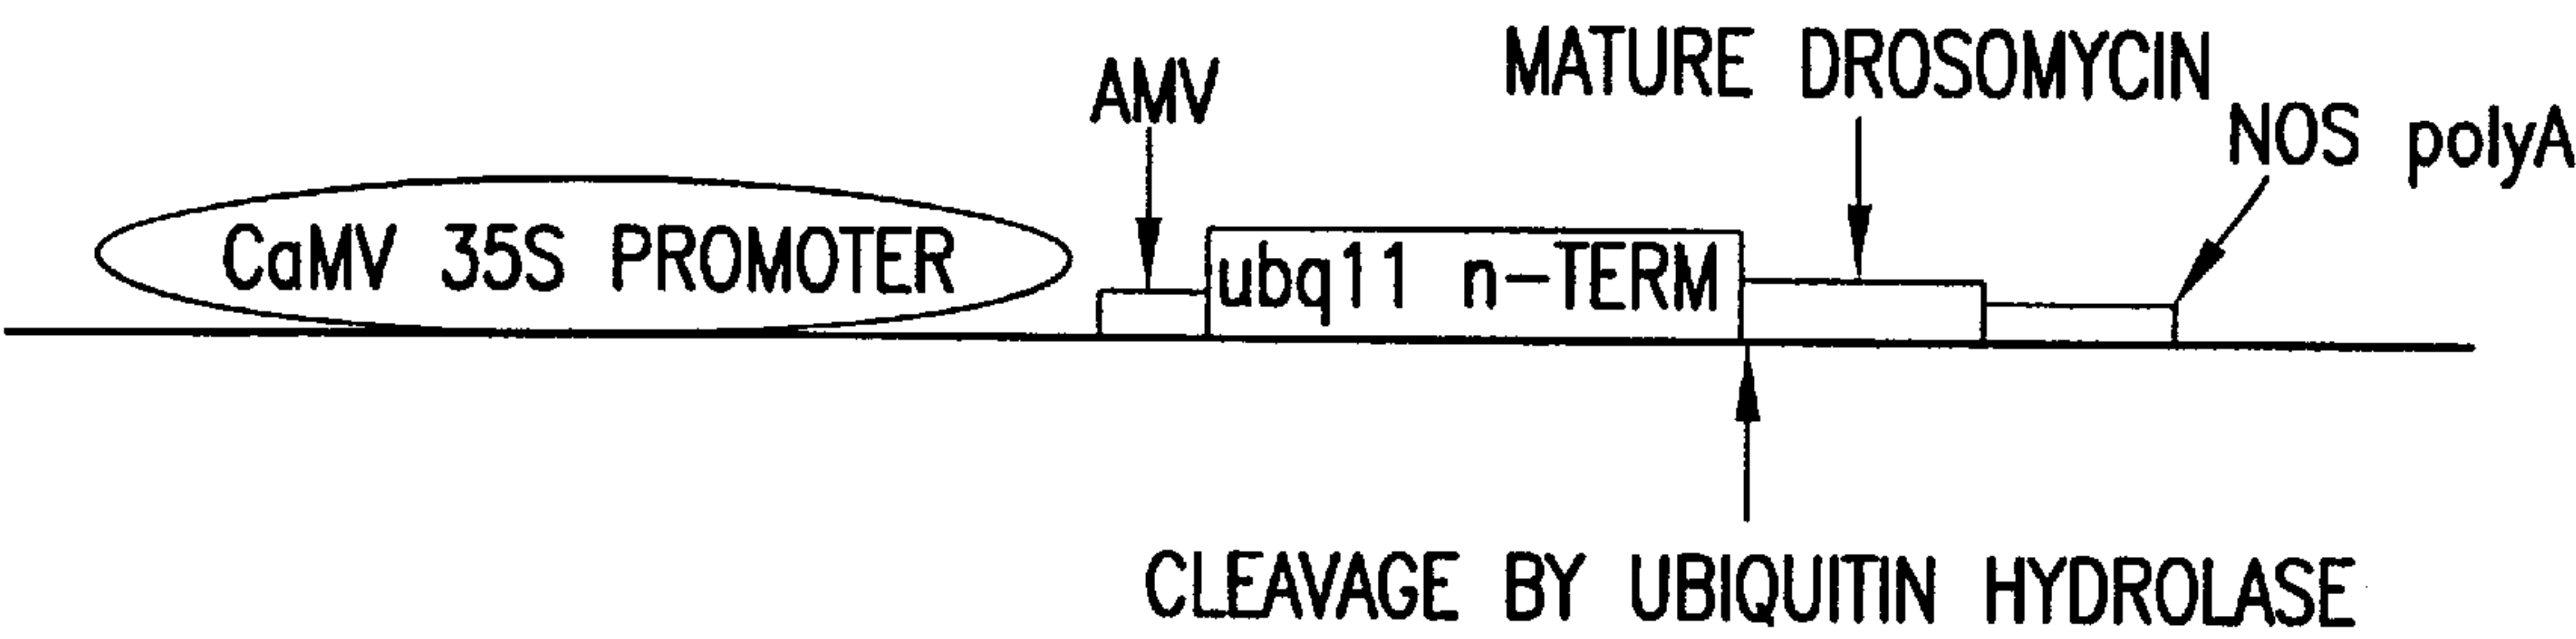 MATURE DROSOMYCIN
AMV
NOS polyA
CaMV 35S PROMOTER
ubq11 n-TERM
CLEAVAGE BY UBIQUITIN HYDROLASE